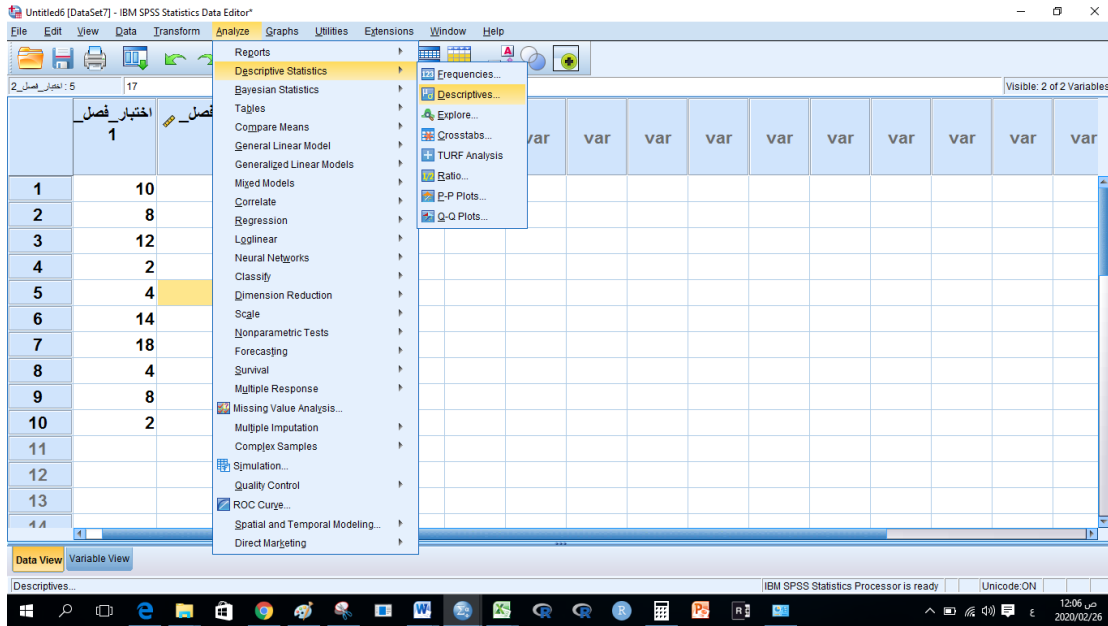 Untitled6 [DataSet7] - IBM SPSS Statistics Data Editor*
File Edit View Data Transform Analyze Graphs Utilities Extensions Window Help
5 : اختبار_فصل_2 17 Visible: 2 of 2 Variables
اختبار_فصل_1 فصل_ var var var var var var var var var
1 10
2 8
3 12
4 2
5 4
6 14
7 18
8 4
9 8
10 2
11
12
13
14
Reports
Descriptive Statistics
Bayesian Statistics
Tables
Compare Means
General Linear Model
Generalized Linear Models
Mixed Models
Correlate
Regression
Loglinear
Neural Networks
Classify
Dimension Reduction
Scale
Nonparametric Tests
Forecasting
Survival
Multiple Response
Missing Value Analysis...
Multiple Imputation
Complex Samples
Simulation...
Quality Control
ROC Curve...
Spatial and Temporal Modeling...
Direct Marketing
Frequencies...
Descriptives...
Explore...
Crosstabs...
TURF Analysis
Ratio...
P-P Plots...
Q-Q Plots...
Data View Variable View
Descriptives... IBM SPSS Statistics Processor is ready Unicode:ON
ع 12:06 ص
2020/02/26